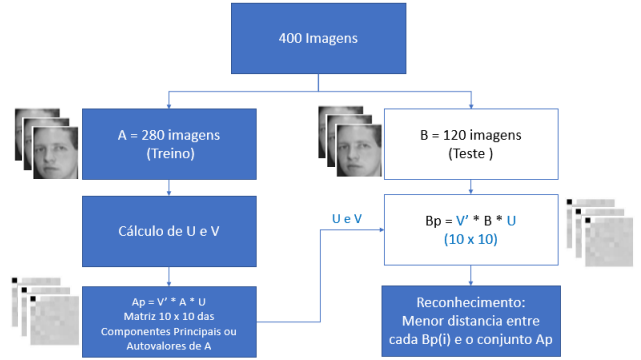 400 Imagens
A = 280 imagens
(Treino)
B = 120 imagens
(Teste )
Cálculo de U e V
U e V
Bp = V' * B * U
(10 x 10)
Ap = V' * A * U
Matriz 10 x 10 das
Componentes Principais ou
Autovalores de A
Reconhecimento:
Menor distancia entre
cada Bp(i) e o conjunto Ap